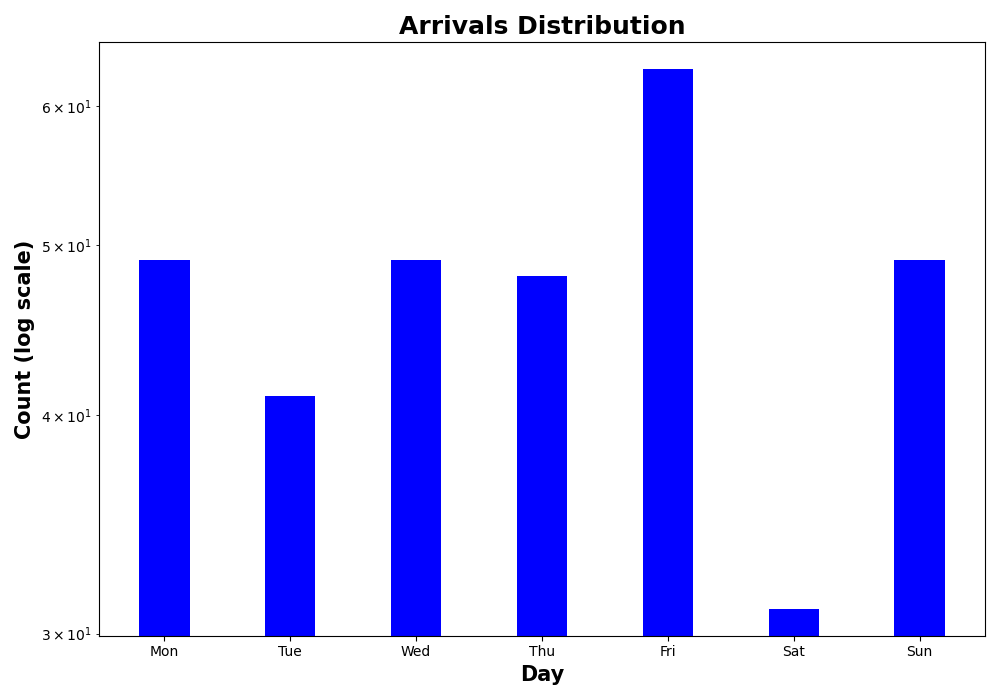 Arrivals Distribution
Count (log scale)
6 × 10¹
5 × 10¹
4 × 10¹
3 × 10¹
Mon Tue Wed Thu Fri Sat Sun
Day